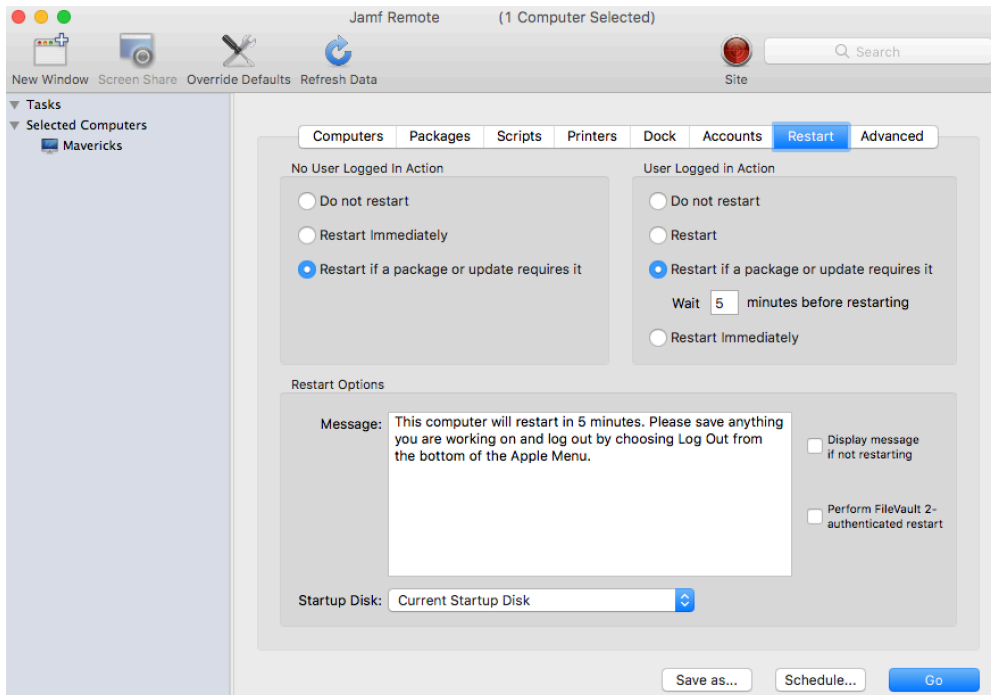 Jamf Remote (1 Computer Selected)
New Window Screen Share Override Defaults Refresh Data
Site
Search
Tasks
Selected Computers
Mavericks
Computers Packages Scripts Printers Dock Accounts Restart Advanced
No User Logged In Action
Do not restart
Restart Immediately
Restart if a package or update requires it
User Logged in Action
Do not restart
Restart
Restart if a package or update requires it
Wait 5 minutes before restarting
Restart Immediately
Restart Options
Message:
This computer will restart in 5 minutes. Please save anything
you are working on and log out by choosing Log Out from
the bottom of the Apple Menu.
Display message
if not restarting
Perform FileVault 2-
authenticated restart
Startup Disk: Current Startup Disk
Save as... Schedule... Go